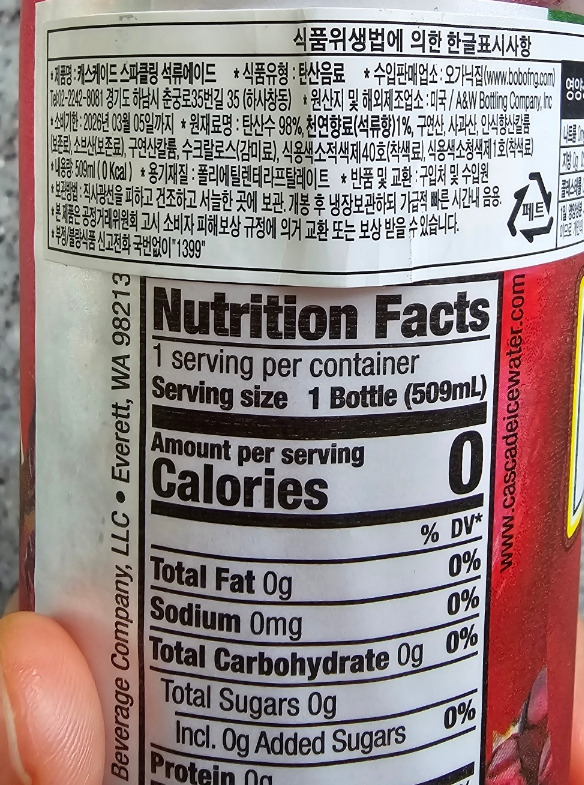 식품위생법에 의한 한글표시사항
* 제품명 : 캐스케이드 스파클링 석류에이드 * 식품유형 : 탄산음료 * 수입판매업소 : 오가닉집(www.bobofng.com)
Tel:02-2242-8081 경기도 하남시 춘궁로35번길 35 (하사창동) * 원산지 및 해외제조업소 : 미국 / A&W Bottling Company, Inc
* 소비기한 : 2026년 03월 05일까지 * 원재료명 : 탄산수 98%, 천연향료(석류향)1%, 구연산, 사과산, 안식향산칼륨
(보존료), 소브산(보존료), 구연산칼륨, 수크랄로스(감미료), 식용색소적색제40호(착색료), 식용색소청색제1호(착색료)
* 내용량: 509ml ( 0 Kcal ) * 용기재질 : 폴리에틸렌테레프탈레이트 * 반품 및 교환 : 구입처 및 수입원
* 보관방법 : 직사광선을 피하고 건조하고 서늘한 곳에 보관, 개봉 후 냉장보관하되 가급적 빠른 시간내 음용.
* 본 제품은 공정거래위원회 고시 소비자 피해보상 규정에 의거 교환 또는 보상 받을 수 있습니다.
* 부정/불량식품 신고전화 국번없이"1399"
페트
영양
Nutrition Facts
1 serving per container
Serving size 1 Bottle (509mL)
Amount per serving
Calories 0
% DV*
Total Fat 0g 0%
Sodium 0mg 0%
Total Carbohydrate 0g 0%
Total Sugars 0g
Incl. 0g Added Sugars 0%
Protein 0g
Beverage Company, LLC • Everett, WA 98213
www.cascadeicewater.com